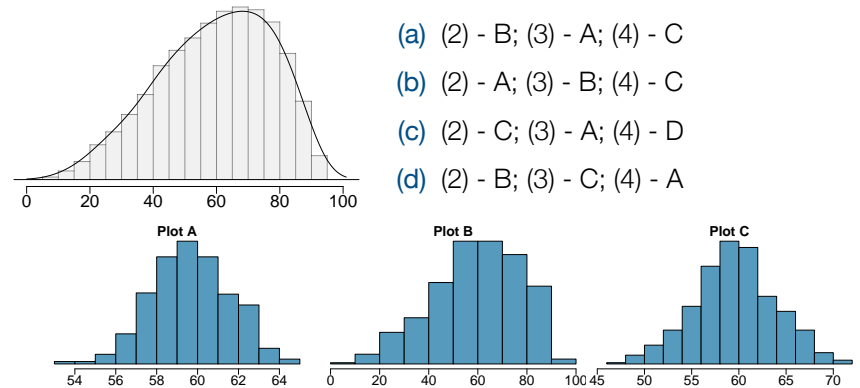 (a) (2) - B; (3) - A; (4) - C
(b) (2) - A; (3) - B; (4) - C
(c) (2) - C; (3) - A; (4) - D
(d) (2) - B; (3) - C; (4) - A
0 20 40 60 80 100
Plot A
54 56 58 60 62 64
Plot B
0 20 40 60 80 100
Plot C
45 50 55 60 65 70